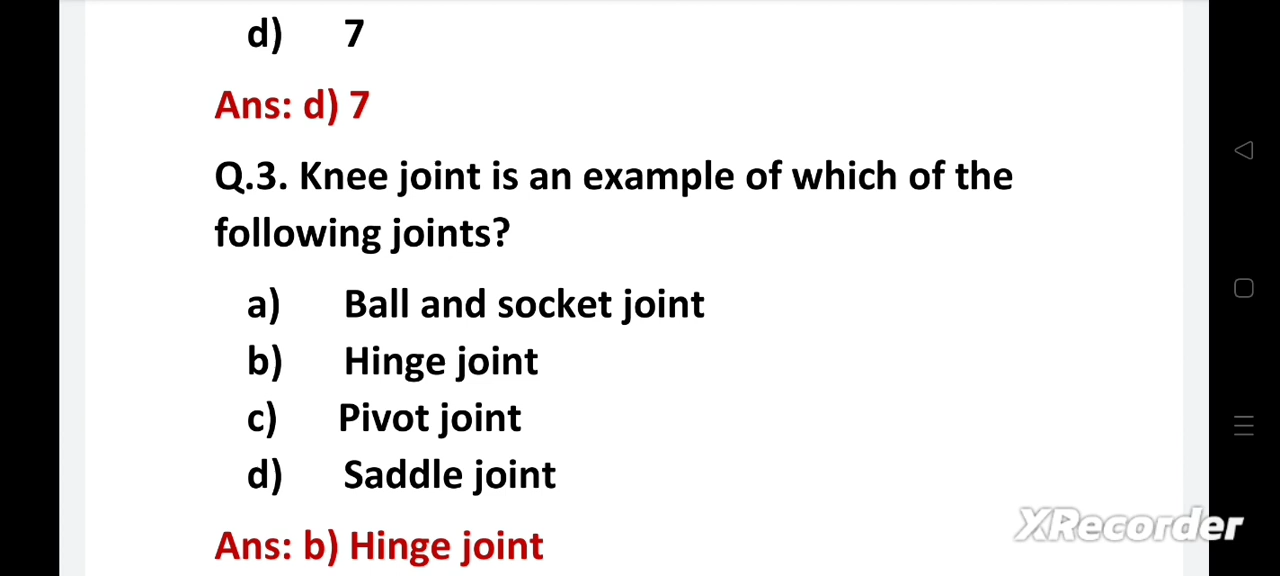 d) 7
Ans: d) 7
Q.3. Knee joint is an example of which of the
following joints?
a) Ball and socket joint
b) Hinge joint
c) Pivot joint
d) Saddle joint
XRecorder
Ans: b) Hinge joint